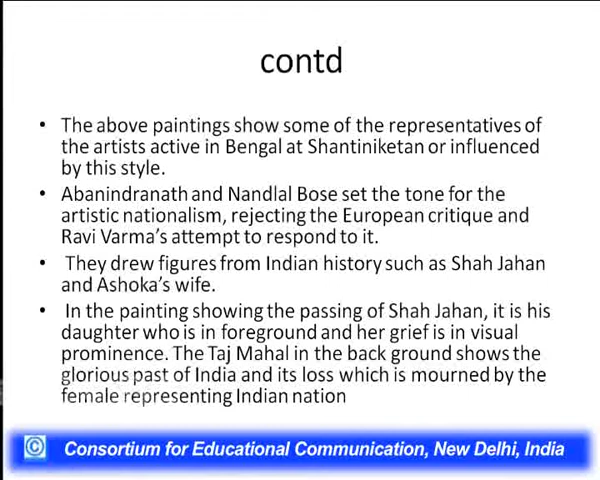 contd
• The above paintings show some of the representatives of
the artists active in Bengal at Shantiniketan or influenced
by this style.
• Abanindranath and Nandlal Bose set the tone for the
artistic nationalism, rejecting the European critique and
Ravi Varma's attempt to respond to it.
• They drew figures from Indian history such as Shah Jahan
and Ashoka's wife.
• In the painting showing the passing of Shah Jahan, it is his
daughter who is in foreground and her grief is in visual
prominence. The Taj Mahal in the back ground shows the
glorious past of India and its loss which is mourned by the
female representing Indian nation
© Consortium for Educational Communication, New Delhi, India